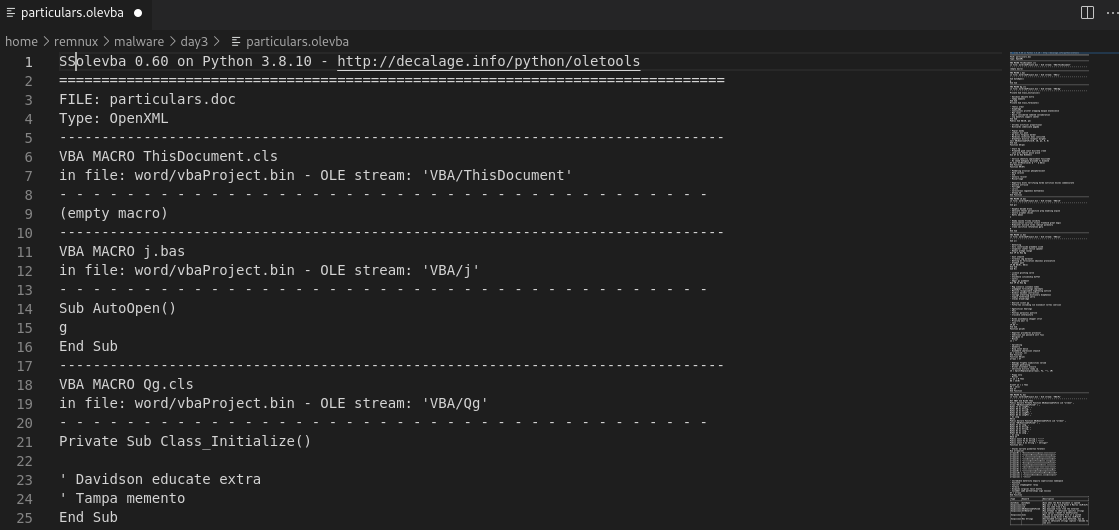 particulars.olevba
home > remnux > malware > day3 > particulars.olevba
1 SSolevba 0.60 on Python 3.8.10 - http://decalage.info/python/oletools
2 ===============================================================================
3 FILE: particulars.doc
4 Type: OpenXML
5 -------------------------------------------------------------------------------
6 VBA MACRO ThisDocument.cls
7 in file: word/vbaProject.bin - OLE stream: 'VBA/ThisDocument'
8 - - - - - - - - - - - - - - - - - - - - - - - - - - - - - - - - - - - - - - -
9 (empty macro)
10 -------------------------------------------------------------------------------
11 VBA MACRO j.bas
12 in file: word/vbaProject.bin - OLE stream: 'VBA/j'
13 - - - - - - - - - - - - - - - - - - - - - - - - - - - - - - - - - - - - - - -
14 Sub AutoOpen()
15 g
16 End Sub
17 -------------------------------------------------------------------------------
18 VBA MACRO Qg.cls
19 in file: word/vbaProject.bin - OLE stream: 'VBA/Qg'
20 - - - - - - - - - - - - - - - - - - - - - - - - - - - - - - - - - - - - - - -
21 Private Sub Class_Initialize()
22
23 ' Davidson educate extra
24 ' Tampa memento
25 End Sub